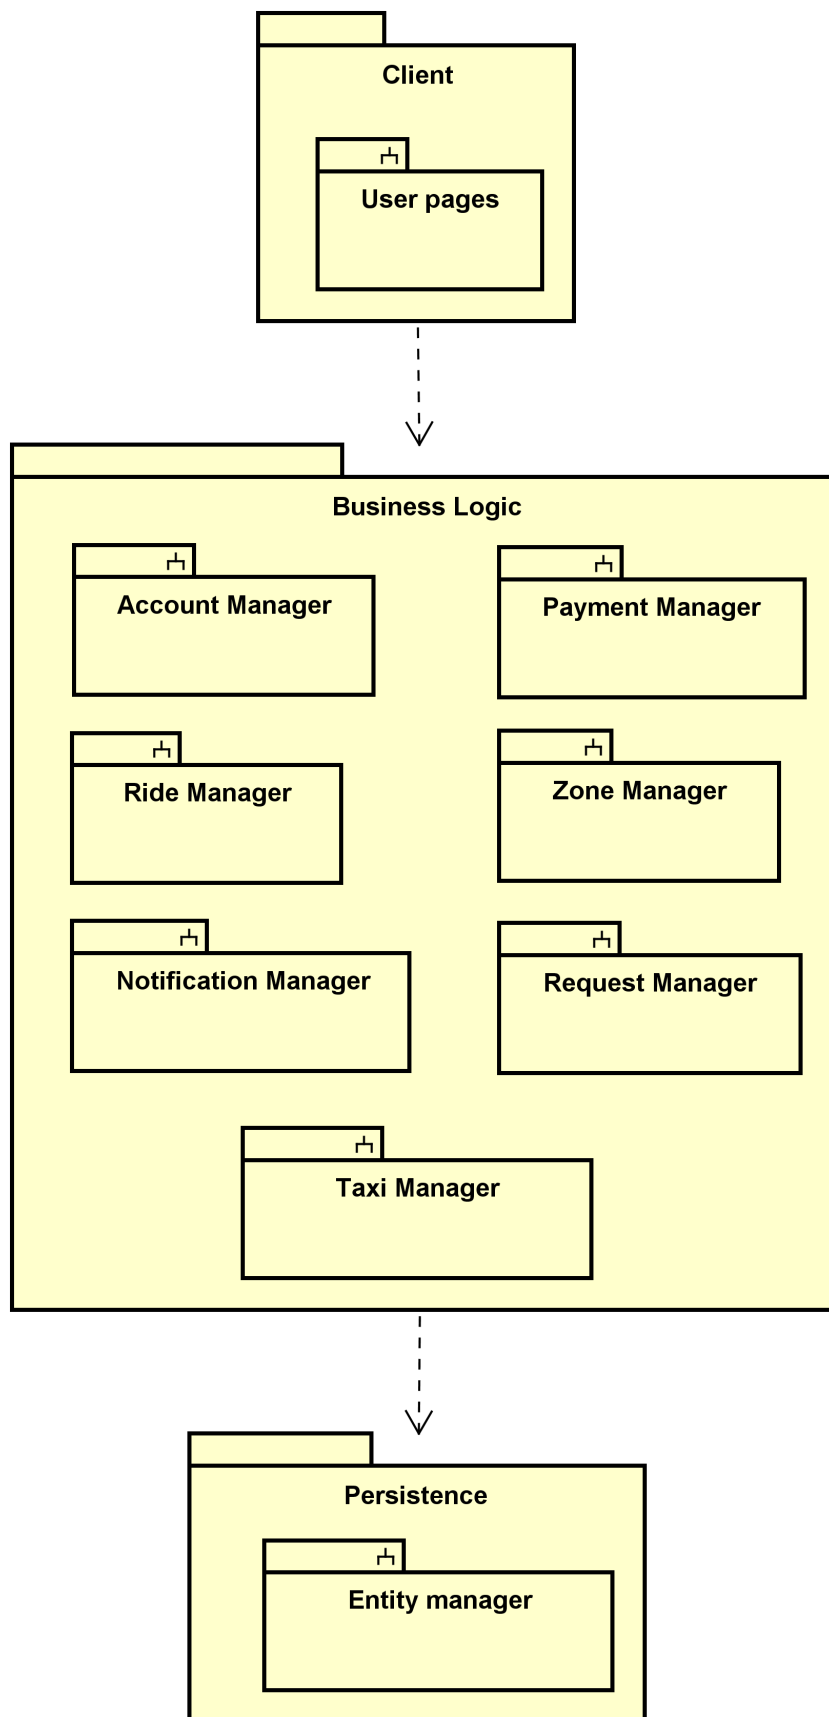 Client
User pages
Business Logic
Account Manager
Payment Manager
Ride Manager
Zone Manager
Notification Manager
Request Manager
Taxi Manager
Persistence
Entity manager